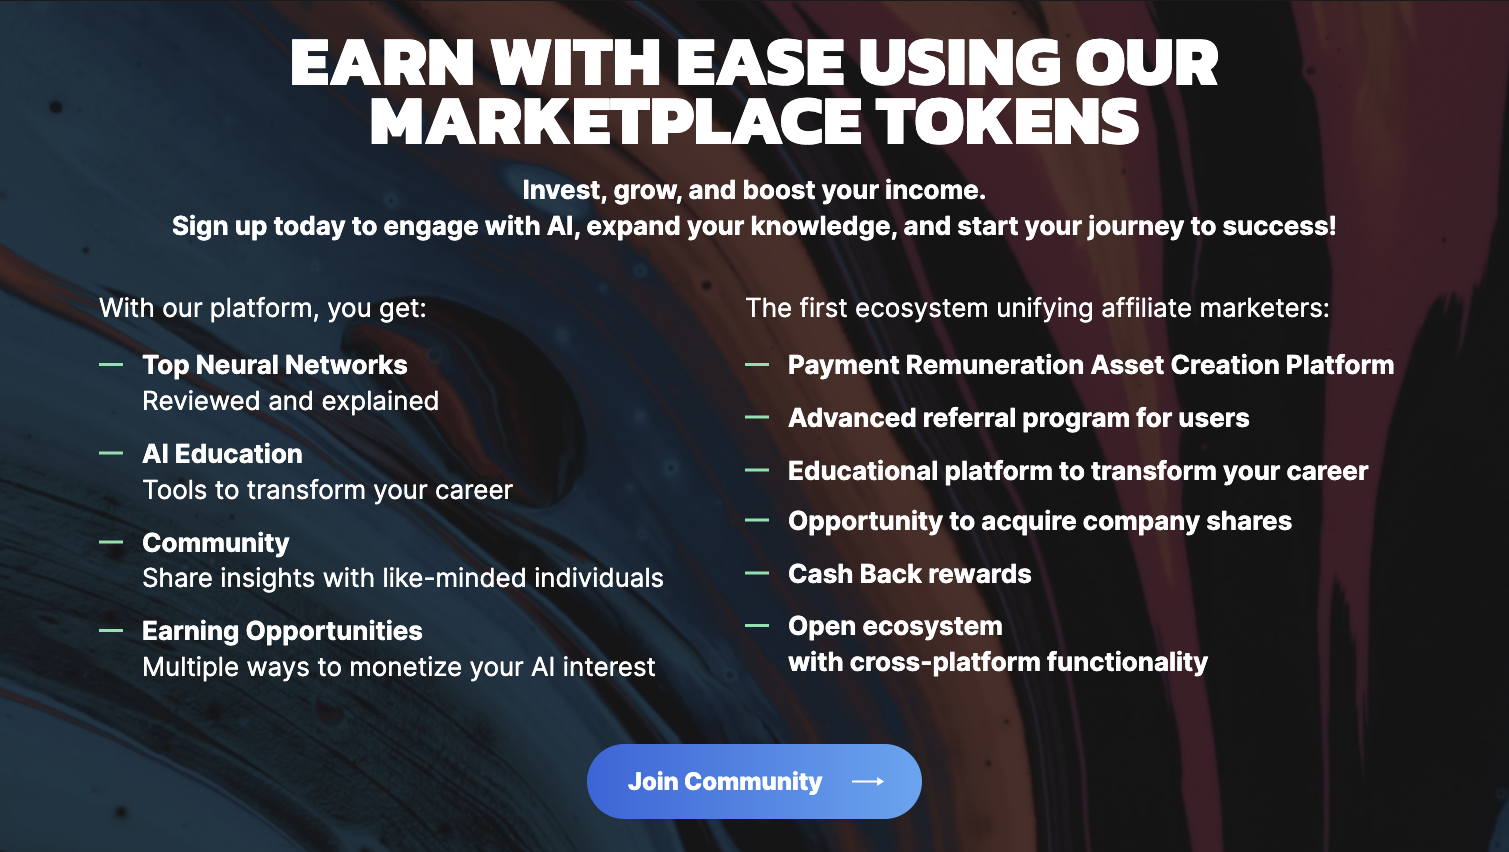 EARN WITH EASE USING OUR
MARKETPLACE TOKENS
Invest, grow, and boost your income.
Sign up today to engage with AI, expand your knowledge, and start your journey to success!
With our platform, you get:
Top Neural Networks
Reviewed and explained
AI Education
Tools to transform your career
Community
Share insights with like-minded individuals
Earning Opportunities
Multiple ways to monetize your AI interest
The first ecosystem unifying affiliate marketers:
Payment Remuneration Asset Creation Platform
Advanced referral program for users
Educational platform to transform your career
Opportunity to acquire company shares
Cash Back rewards
Open ecosystem
with cross-platform functionality
Join Community